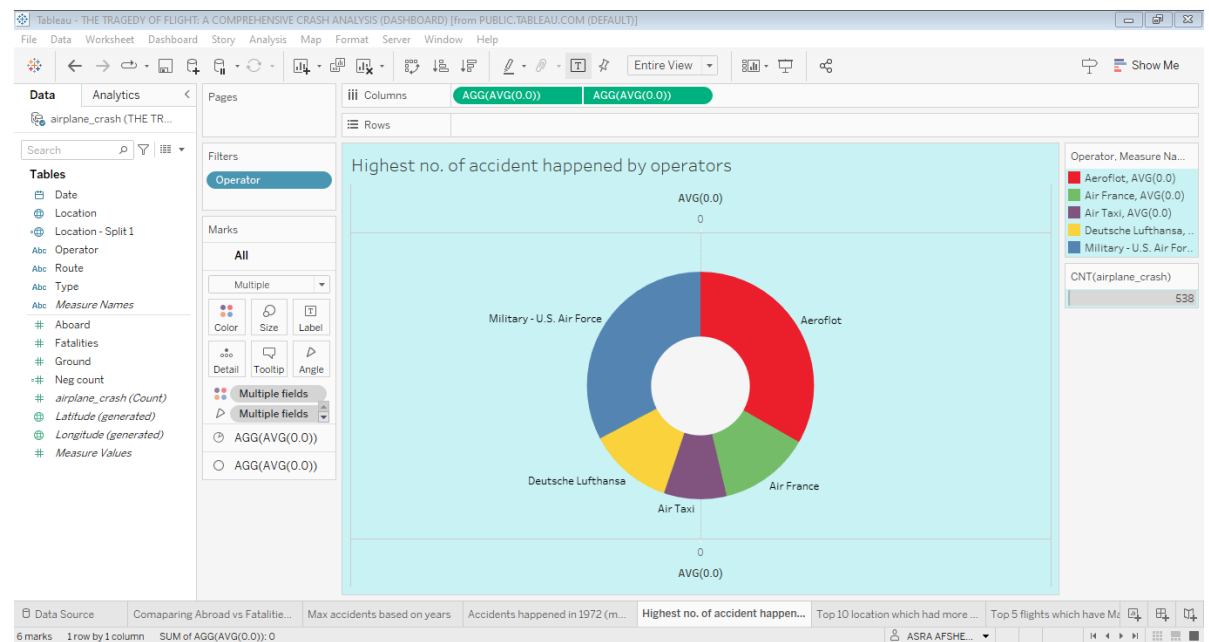 Tableau - THE TRAGEDY OF FLIGHT: A COMPREHENSIVE CRASH ANALYSIS (DASHBOARD) [from PUBLIC.TABLEAU.COM (DEFAULT)]
File Data Worksheet Dashboard Story Analysis Map Format Server Window Help
Entire View
Show Me
Data Analytics
airplane_crash (THE TR...
Search
Tables
Date
Location
Location - Split 1
Abc Operator
Abc Route
Abc Type
Abc Measure Names
# Aboard
# Fatalities
# Ground
=# Neg count
# airplane_crash (Count)
Latitude (generated)
Longitude (generated)
# Measure Values
Pages
Filters
Operator
Marks
All
Multiple
Color Size Label
Detail Tooltip Angle
Multiple fields
Multiple fields
AGG(AVG(0.0))
AGG(AVG(0.0))
Columns AGG(AVG(0.0)) AGG(AVG(0.0))
Rows
Highest no. of accident happened by operators
AVG(0.0)
0
Military - U.S. Air Force
Aeroflot
Deutsche Lufthansa
Air France
Air Taxi
0
AVG(0.0)
Operator, Measure Na...
Aeroflot, AVG(0.0)
Air France, AVG(0.0)
Air Taxi, AVG(0.0)
Deutsche Lufthansa, ..
Military - U.S. Air For..
CNT(airplane_crash)
538
Data Source Comaparing Abroad vs Fatalitie... Max accidents based on years Accidents happened in 1972 (m... Highest no. of accident happen... Top 10 location which had more ... Top 5 flights which have Ma
6 marks 1 row by 1 column SUM of AGG(AVG(0.0)): 0 ASRA AFSHE...